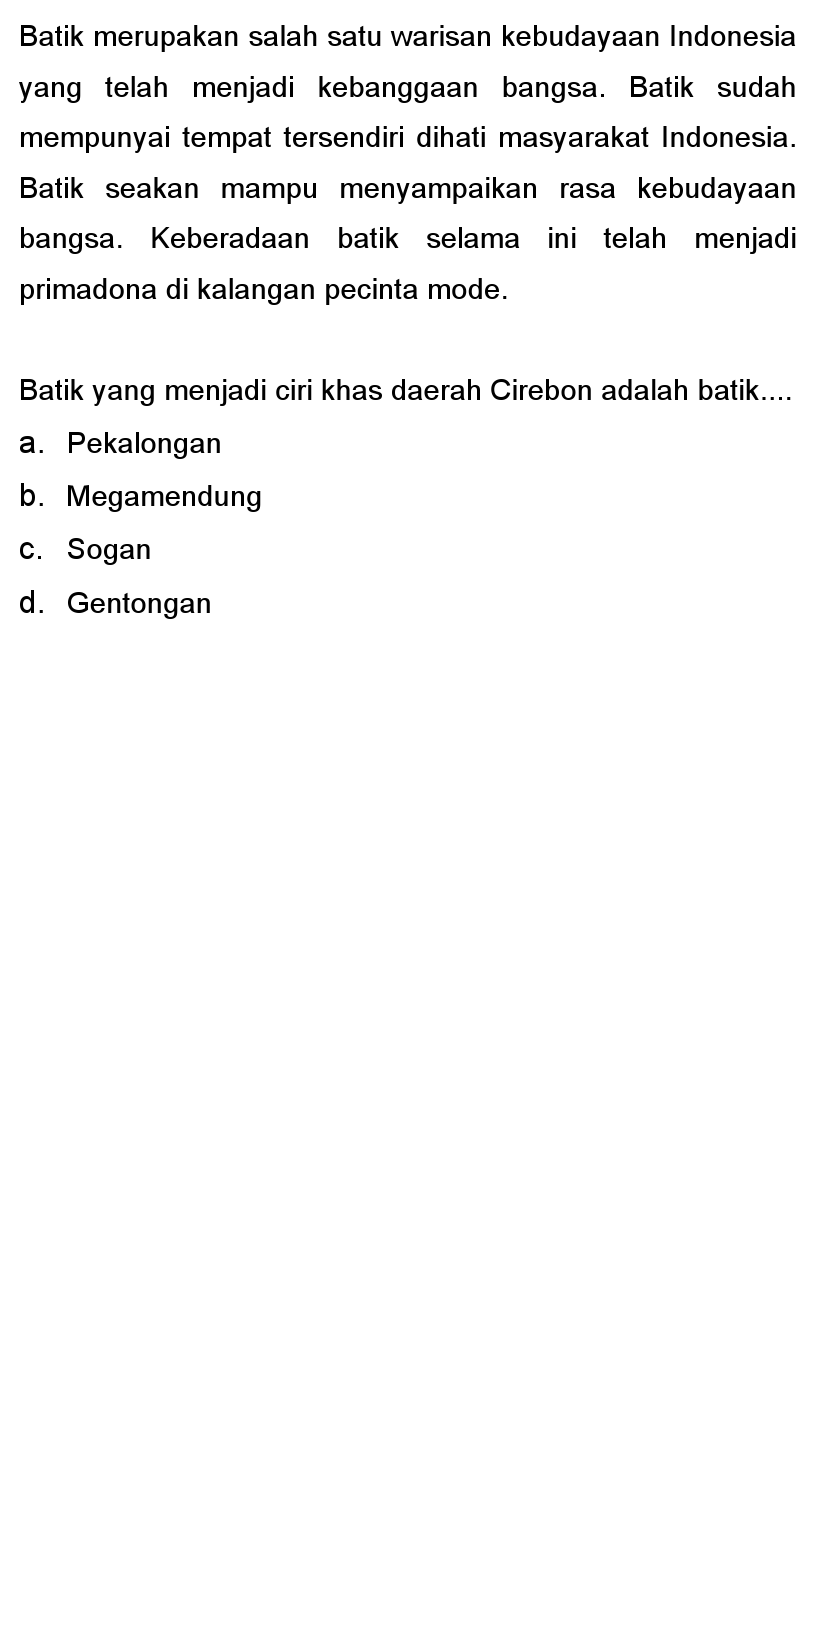 Batik merupakan salah satu warisan kebudayaan Indonesia
yang telah menjadi kebanggaan bangsa. Batik sudah
mempunyai tempat tersendiri dihati masyarakat Indonesia.
Batik seakan mampu menyampaikan rasa kebudayaan
bangsa. Keberadaan batik selama ini telah menjadi
primadona di kalangan pecinta mode.
Batik yang menjadi ciri khas daerah Cirebon adalah batik....
a. Pekalongan
b. Megamendung
c. Sogan
d. Gentongan